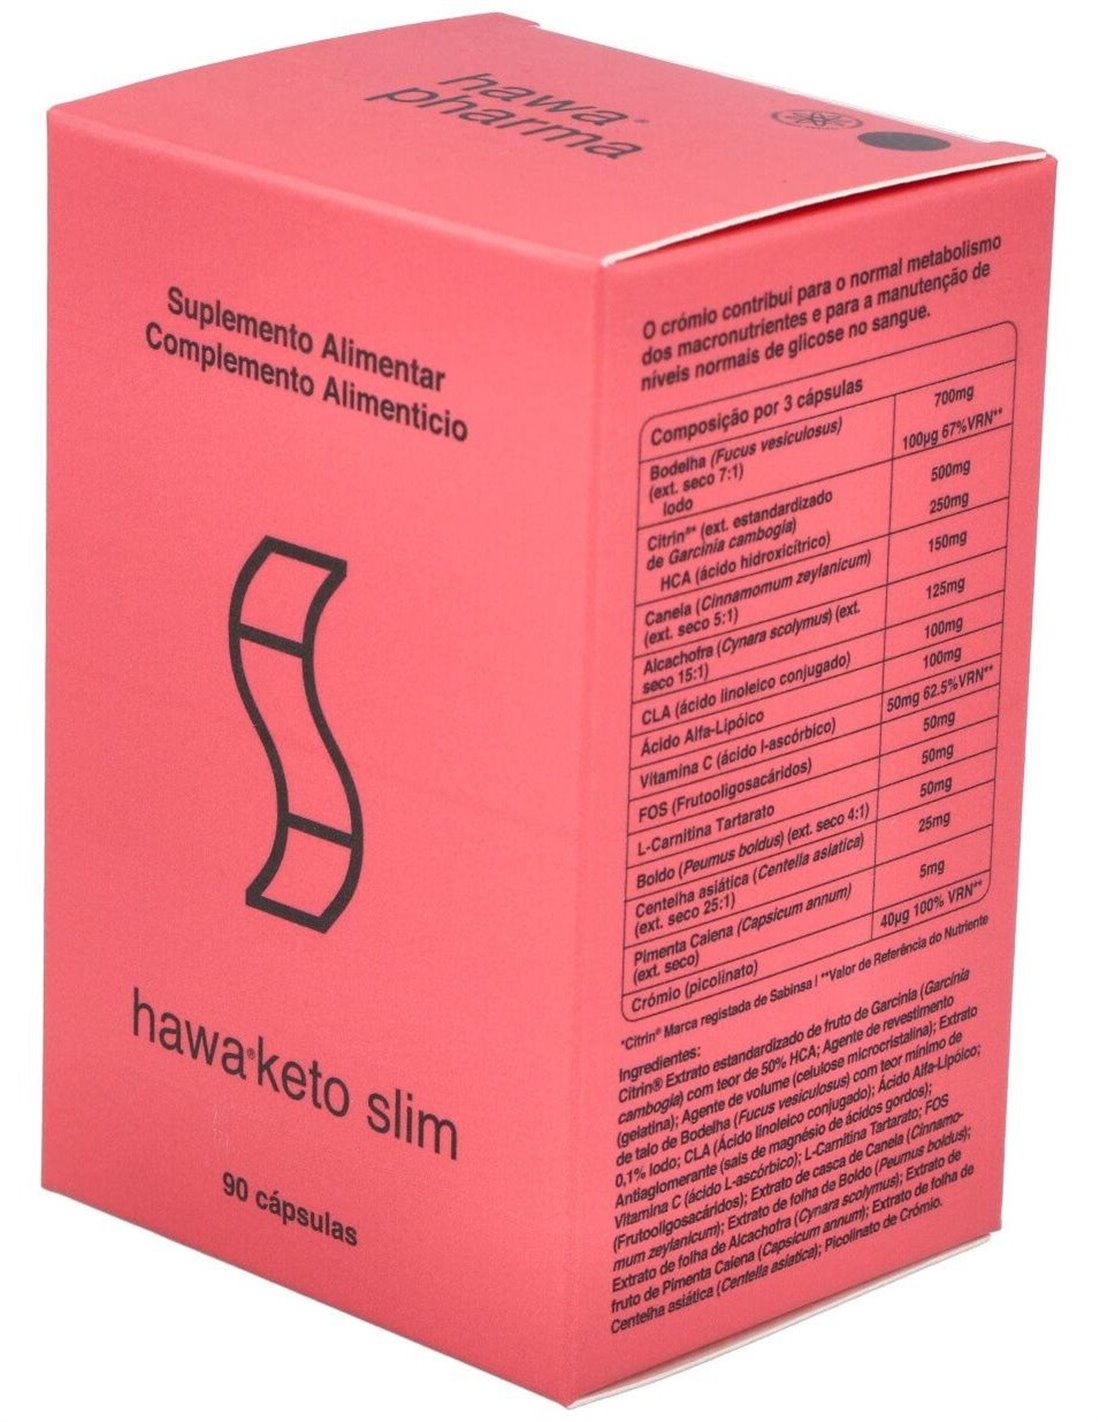 hawa®
pharma
Suplemento Alimentar
Complemento Alimenticio
hawa®keto slim
90 cápsulas
O crómio contribui para o normal metabolismo
dos macronutrientes e para a manutenção de
níveis normais de glicose no sangue.
Composição por 3 cápsulas
Bodelha (Fucus vesiculosus) 700mg
(ext. seco 7:1)
Iodo 100µg 67%VRN**
Citrin®* (ext. estandardizado 500mg
de Garcinia cambogia)
HCA (ácido hidroxicítrico) 250mg
Canela (Cinnamomum zeylanicum) 150mg
(ext. seco 5:1)
Alcachofra (Cynara scolymus) (ext. 125mg
seco 15:1)
CLA (ácido linoleico conjugado) 100mg
Ácido Alfa-Lipóico 100mg
Vitamina C (ácido l-ascórbico) 50mg 62.5%VRN**
FOS (Frutooligosacáridos) 50mg
L-Carnitina Tartarato 50mg
Boldo (Peumus boldus) (ext. seco 4:1) 50mg
Centelha asiática (Centella asiatica) 25mg
(ext. seco 25:1)
Pimenta Caiena (Capsicum annum) 5mg
(ext. seco)
Crómio (picolinato) 40µg 100% VRN**
*Citrin® Marca registada de Sabinsa | **Valor de Referência do Nutriente
Ingredientes:
Citrin® Extrato estandardizado de fruto de Garcinia (Garcinia
cambogia) com teor de 50% HCA; Agente de revestimento
(gelatina); Agente de volume (celulose microcristalina); Extrato
de talo de Bodelha (Fucus vesiculosus) com teor mínimo de
0,1% Iodo; CLA (Ácido linoleico conjugado); Ácido Alfa-Lipóico;
Antiaglomerante (sais de magnésio de ácidos gordos);
Vitamina C (ácido L-ascórbico); L-Carnitina Tartarato; FOS
(Frutooligosacáridos); Extrato de casca de Canela (Cinnamo-
mum zeylanicum); Extrato de folha de Boldo (Peumus boldus);
Extrato de folha de Alcachofra (Cynara scolymus); Extrato de
fruto de Pimenta Caiena (Capsicum annum); Extrato de folha de
Centelha asiática (Centella asiatica); Picolinato de Crómio.